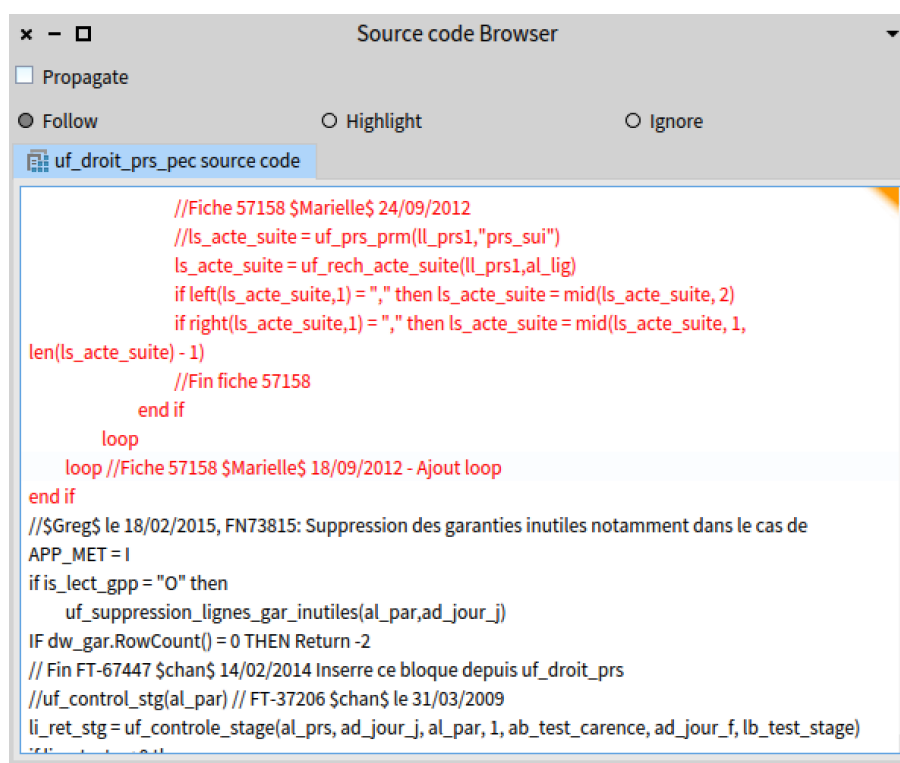 Source code Browser
Propagate
Follow Highlight Ignore
uf_droit_prs_pec source code
//Fiche 57158 $Marielle$ 24/09/2012
//ls_acte_suite = uf_prs_prm(ll_prs1,"prs_sui")
ls_acte_suite = uf_rech_acte_suite(ll_prs1,al_lig)
if left(ls_acte_suite,1) = "," then ls_acte_suite = mid(ls_acte_suite, 2)
if right(ls_acte_suite,1) = "," then ls_acte_suite = mid(ls_acte_suite, 1,
len(ls_acte_suite) - 1)
//Fin fiche 57158
end if
loop
loop //Fiche 57158 $Marielle$ 18/09/2012 - Ajout loop
end if
//$Greg$ le 18/02/2015, FN73815: Suppression des garanties inutiles notamment dans le cas de
APP_MET = I
if is_lect_gpp = "O" then
uf_suppression_lignes_gar_inutiles(al_par,ad_jour_j)
IF dw_gar.RowCount() = 0 THEN Return -2
// Fin FT-67447 $chan$ 14/02/2014 Inserre ce bloque depuis uf_droit_prs
//uf_control_stg(al_par) // FT-37206 $chan$ le 31/03/2009
li_ret_stg = uf_controle_stage(al_prs, ad_jour_j, al_par, 1, ab_test_carence, ad_jour_f, lb_test_stage)